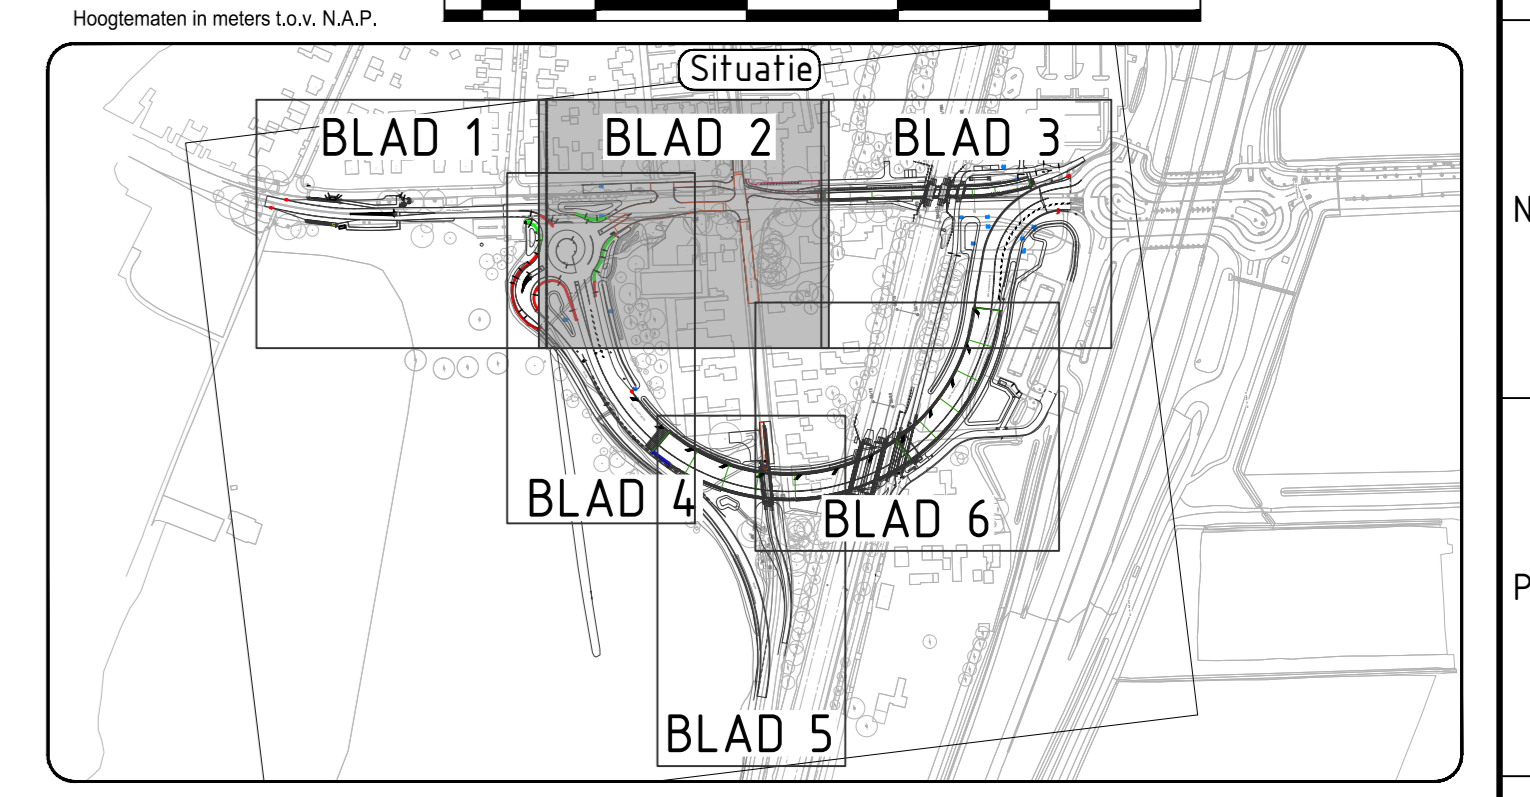 Hoogtematen in meters t.o.v. N.A.P.
Situatie
BLAD 1
BLAD 2
BLAD 3
N
BLAD 4
BLAD 6
P
BLAD 5